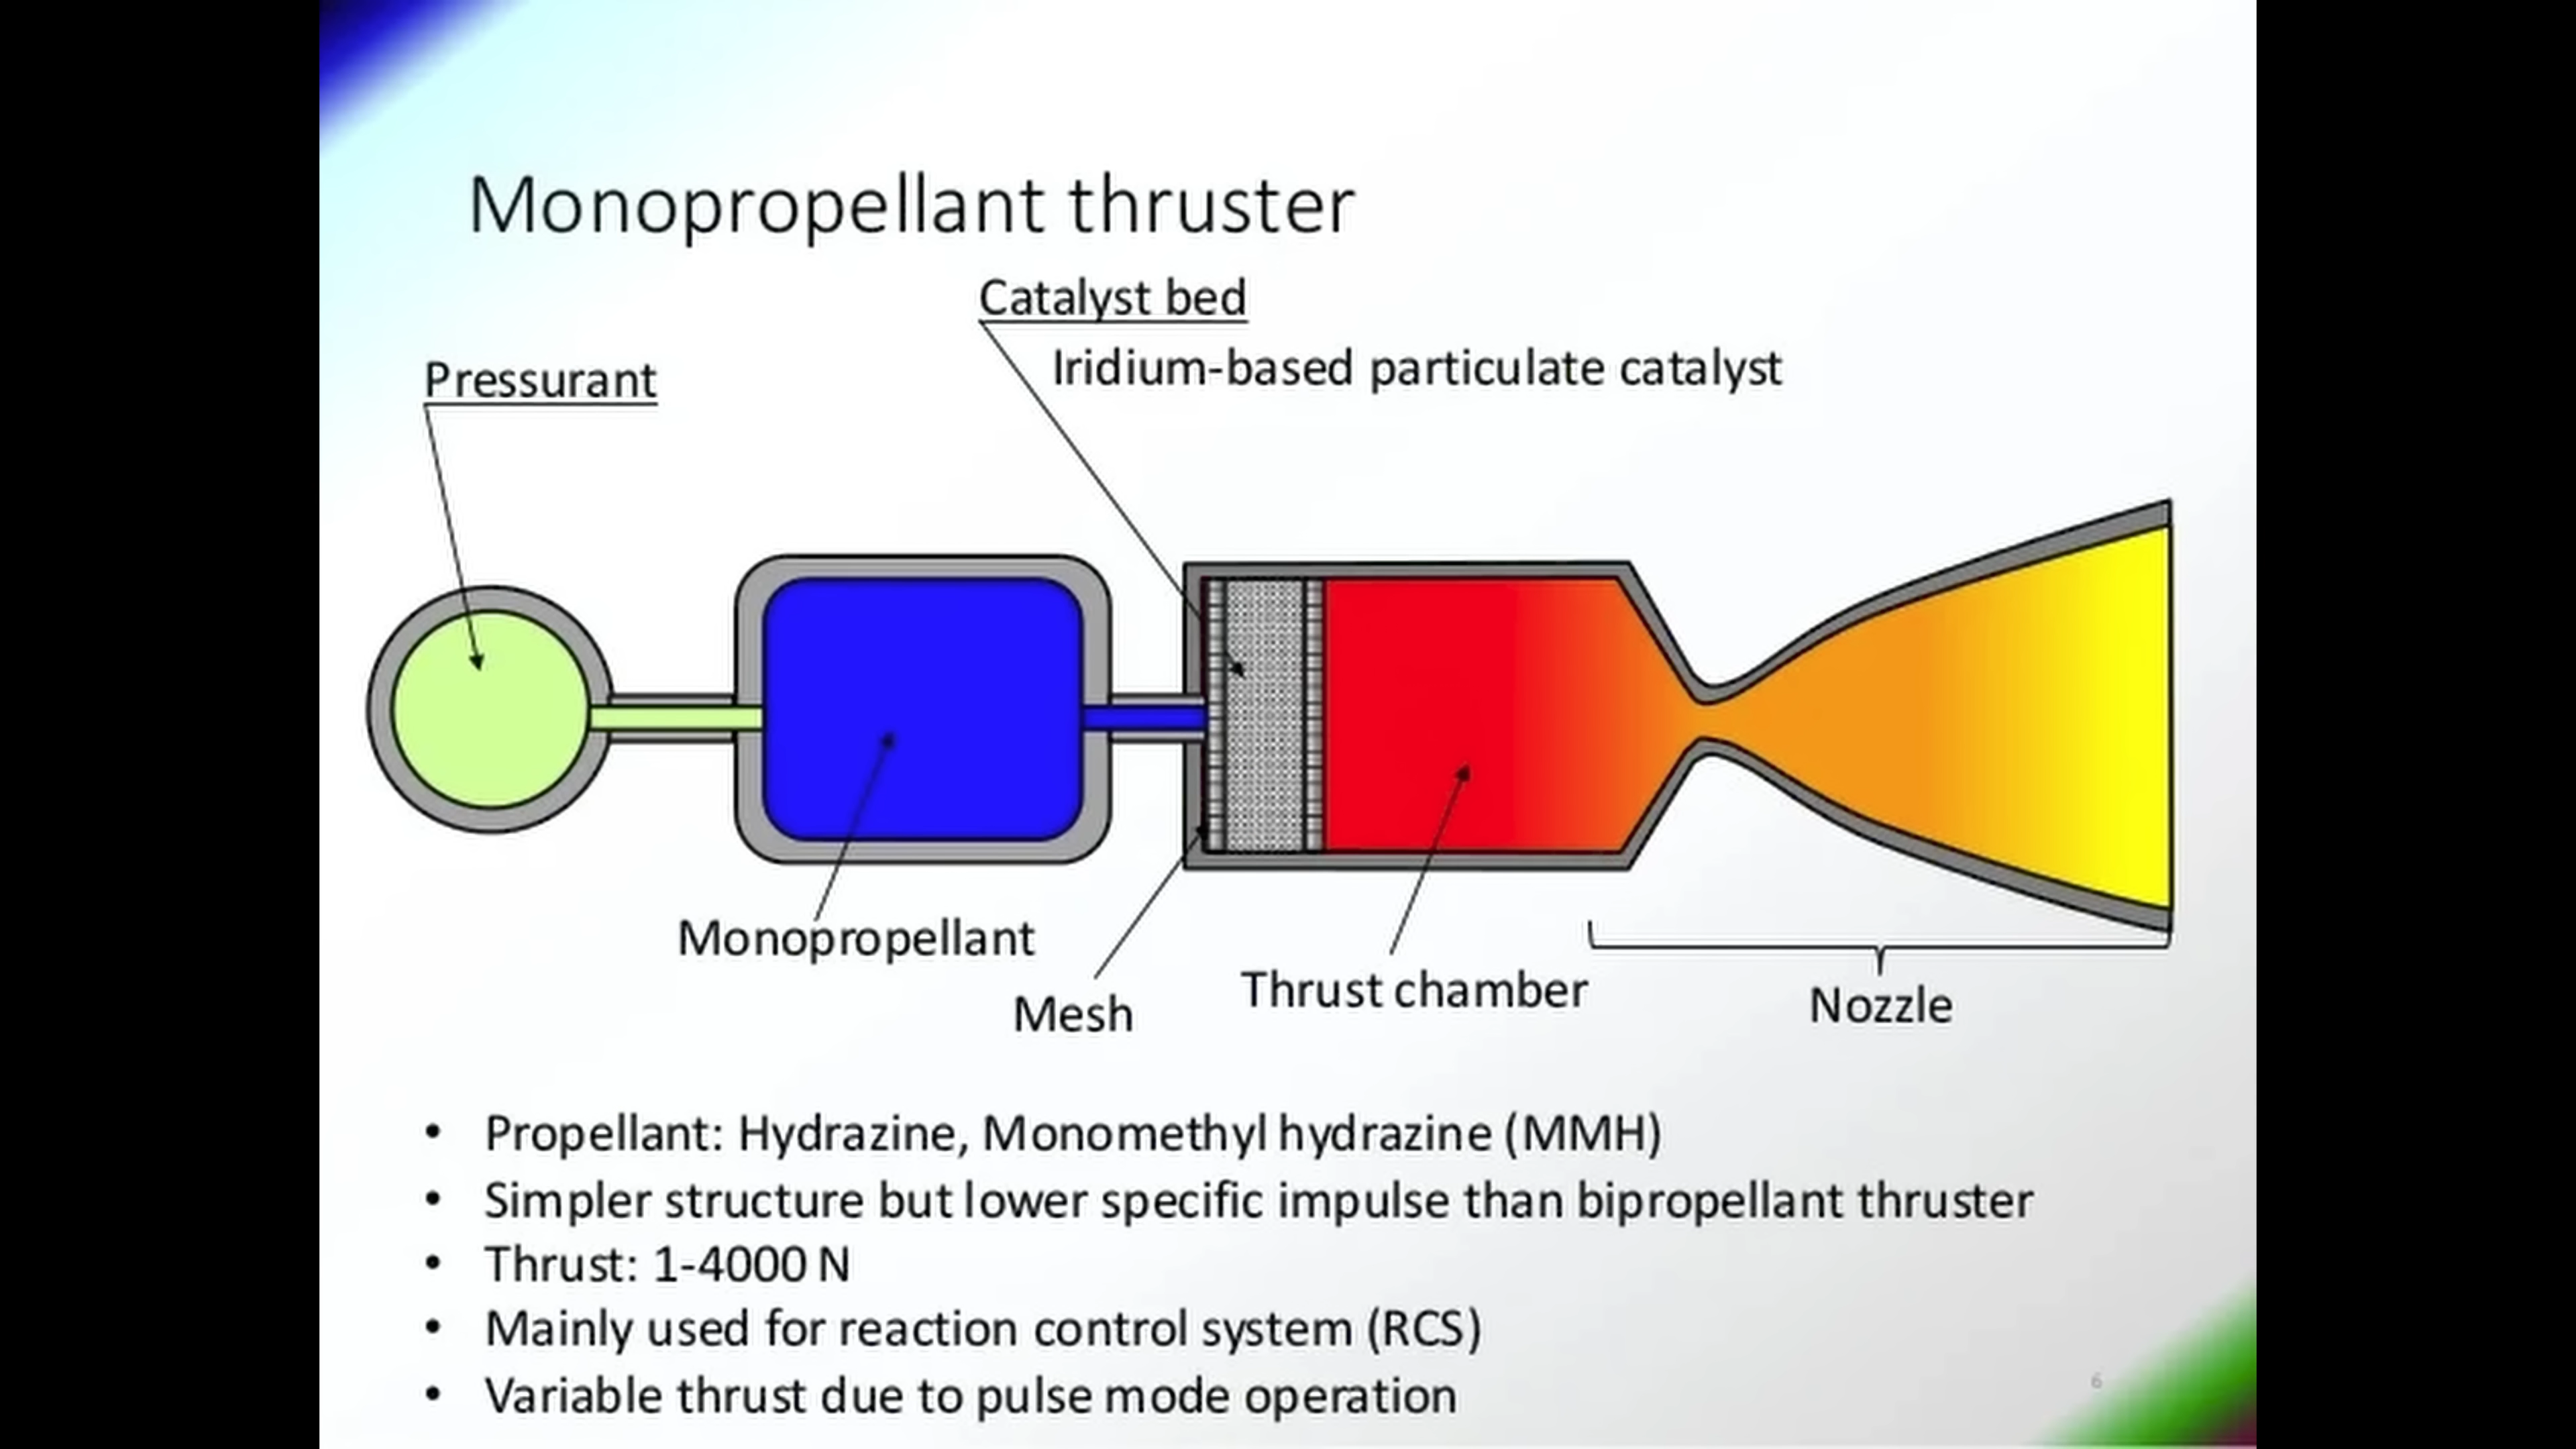 Monopropellant thruster
Catalyst bed
Iridium-based particulate catalyst
Pressurant
Monopropellant
Mesh
Thrust chamber
Nozzle
• Propellant: Hydrazine, Monomethyl hydrazine (MMH)
• Simpler structure but lower specific impulse than bipropellant thruster
• Thrust: 1-4000 N
• Mainly used for reaction control system (RCS)
• Variable thrust due to pulse mode operation
6